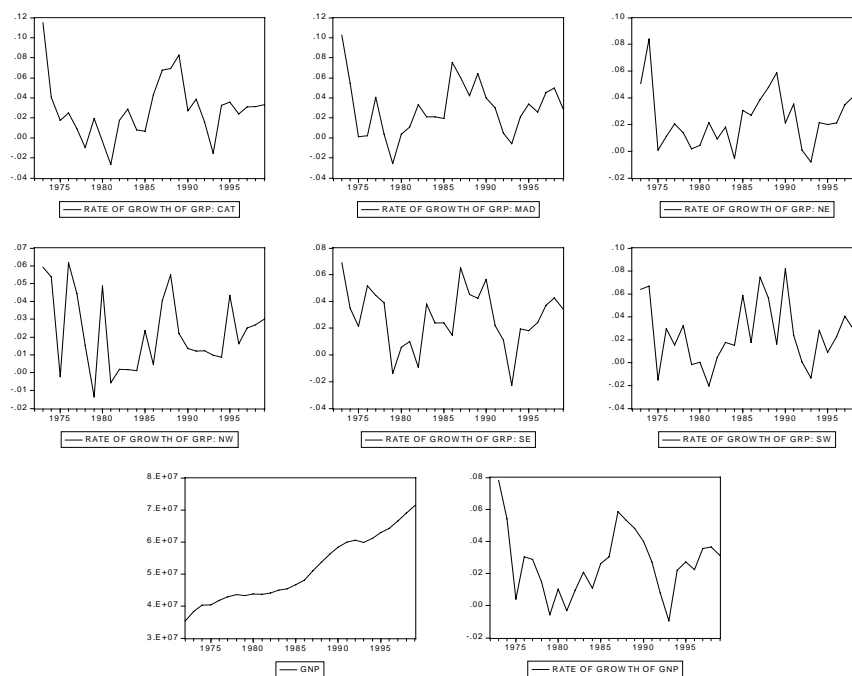 .12
.10
.08
.06
.04
.02
.00
-.02
-.04
1975 1980 1985 1990 1995
RATE OF GROWTH OF GRP: CAT
.12
.10
.08
.06
.04
.02
.00
-.02
-.04
1975 1980 1985 1990 1995
RATE OF GROWTH OF GRP: MAD
.10
.08
.06
.04
.02
.00
-.02
1975 1980 1985 1990 1995
RATE OF GROWTH OF GRP: NE
.07
.06
.05
.04
.03
.02
.01
.00
-.01
-.02
1975 1980 1985 1990 1995
RATE OF GROWTH OF GRP: NW
.08
.06
.04
.02
.00
-.02
-.04
1975 1980 1985 1990 1995
RATE OF GROWTH OF GRP: SE
.10
.08
.06
.04
.02
.00
-.02
-.04
1975 1980 1985 1990 1995
RATE OF GROWTH OF GRP: SW
8.E+07
7.E+07
6.E+07
5.E+07
4.E+07
3.E+07
1975 1980 1985 1990 1995
GNP
.08
.06
.04
.02
.00
-.02
1975 1980 1985 1990 1995
RATE OF GROWTH OF GNP